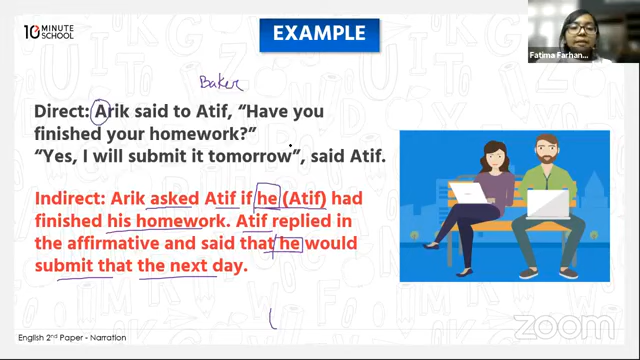 10 MINUTE SCHOOL
EXAMPLE
Fatima Farhan...
Baker
Direct: Arik said to Atif, “Have you
finished your homework?”
“Yes, I will submit it tomorrow”, said Atif.
Indirect: Arik asked Atif if he (Atif) had
finished his homework. Atif replied in
the affirmative and said that he would
submit that the next day.
zoom
English 2nd Paper - Narration